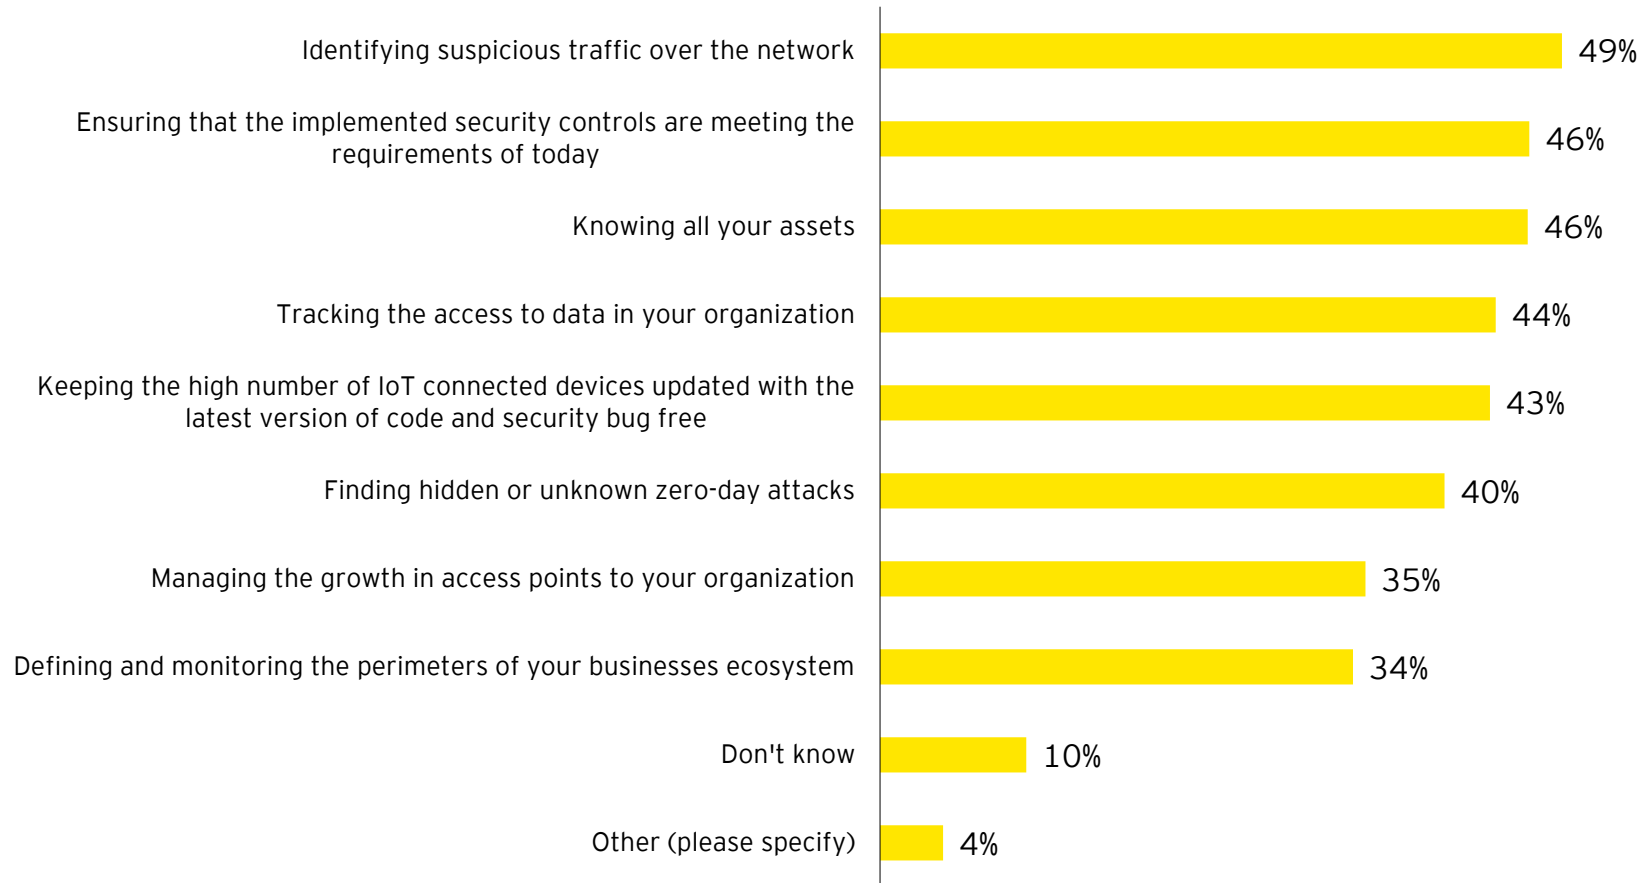 Identifying suspicious traffic over the network
49%
Ensuring that the implemented security controls are meeting the
requirements of today
46%
Knowing all your assets
46%
Tracking the access to data in your organization
44%
Keeping the high number of IoT connected devices updated with the
latest version of code and security bug free
43%
Finding hidden or unknown zero-day attacks
40%
Managing the growth in access points to your organization
35%
Defining and monitoring the perimeters of your businesses ecosystem
34%
Don't know
10%
Other (please specify)
4%